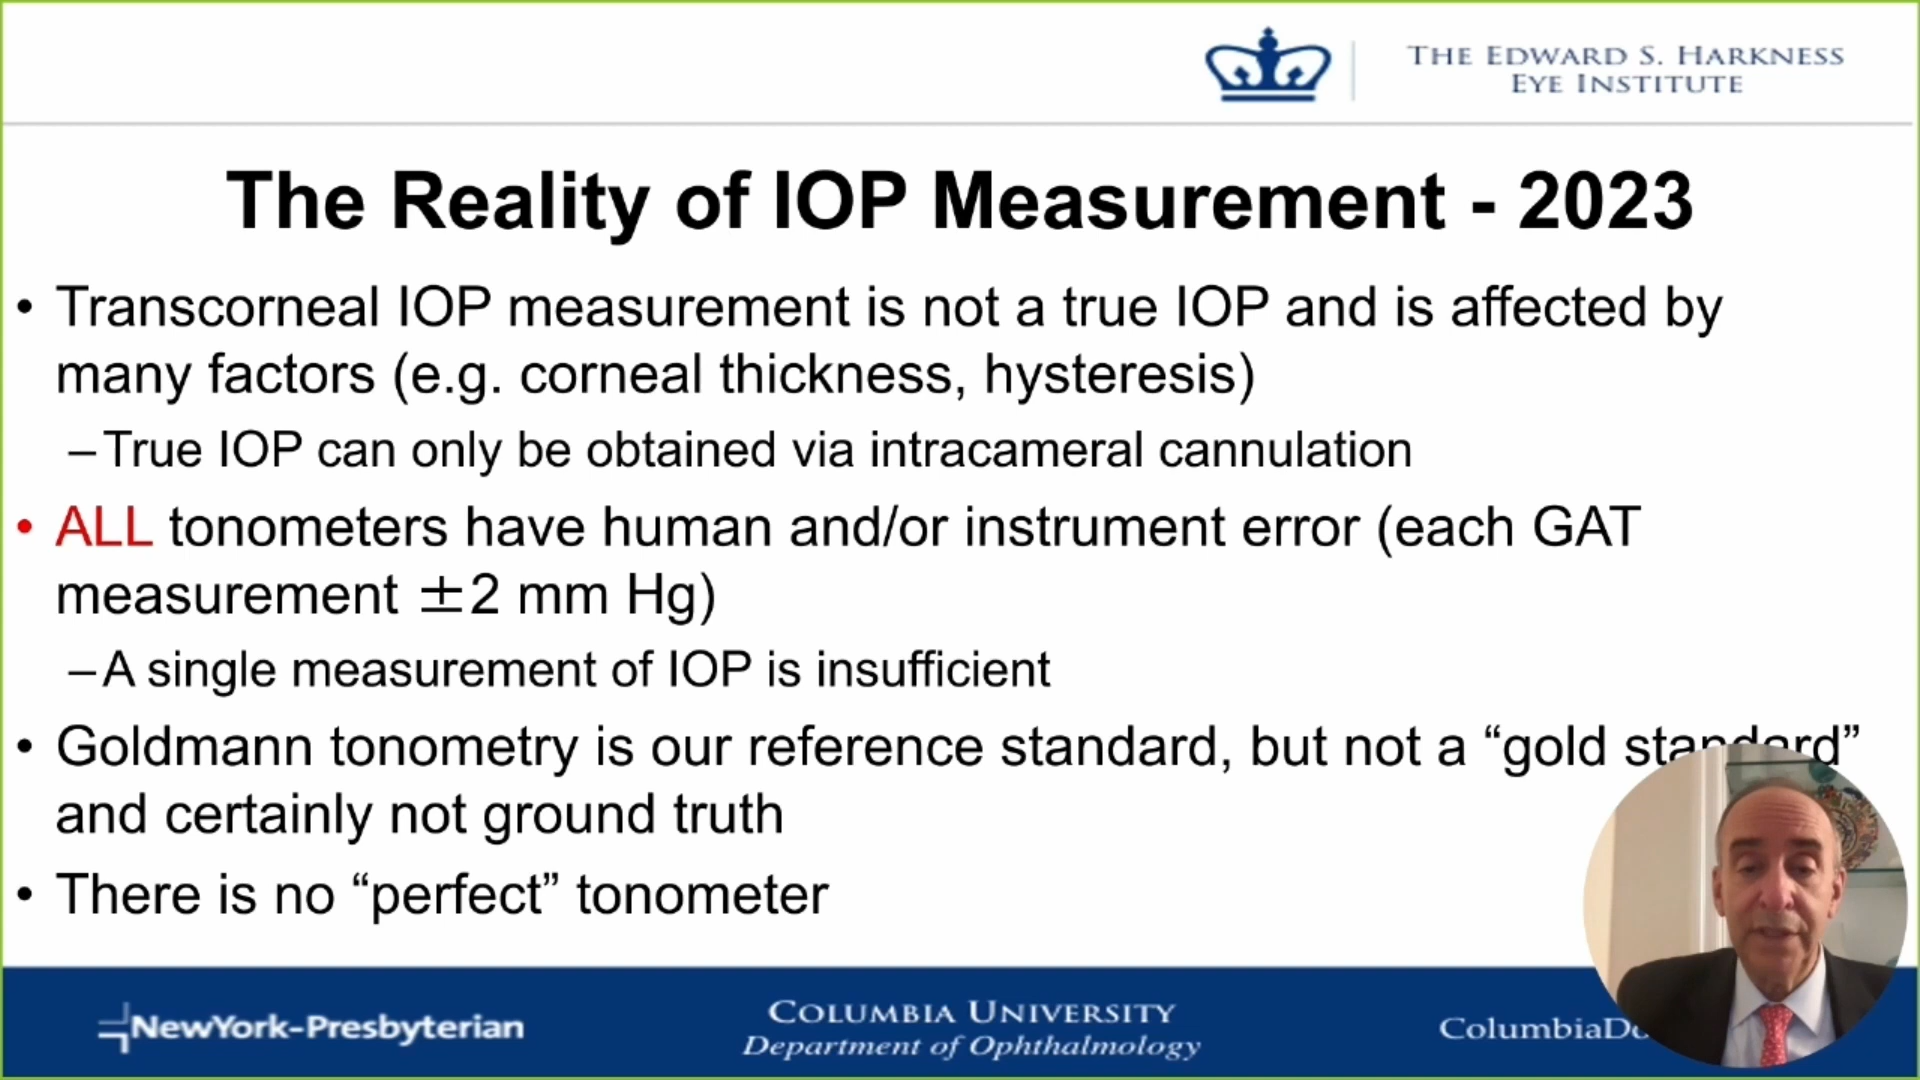 THE EDWARD S. HARKNESS
EYE INSTITUTE
The Reality of IOP Measurement - 2023
• Transcorneal IOP measurement is not a true IOP and is affected by
many factors (e.g. corneal thickness, hysteresis)
–True IOP can only be obtained via intracameral cannulation
• ALL tonometers have human and/or instrument error (each GAT
measurement ±2 mm Hg)
–A single measurement of IOP is insufficient
• Goldmann tonometry is our reference standard, but not a “gold standard”
and certainly not ground truth
• There is no “perfect” tonometer
NewYork-Presbyterian
COLUMBIA UNIVERSITY
Department of Ophthalmology